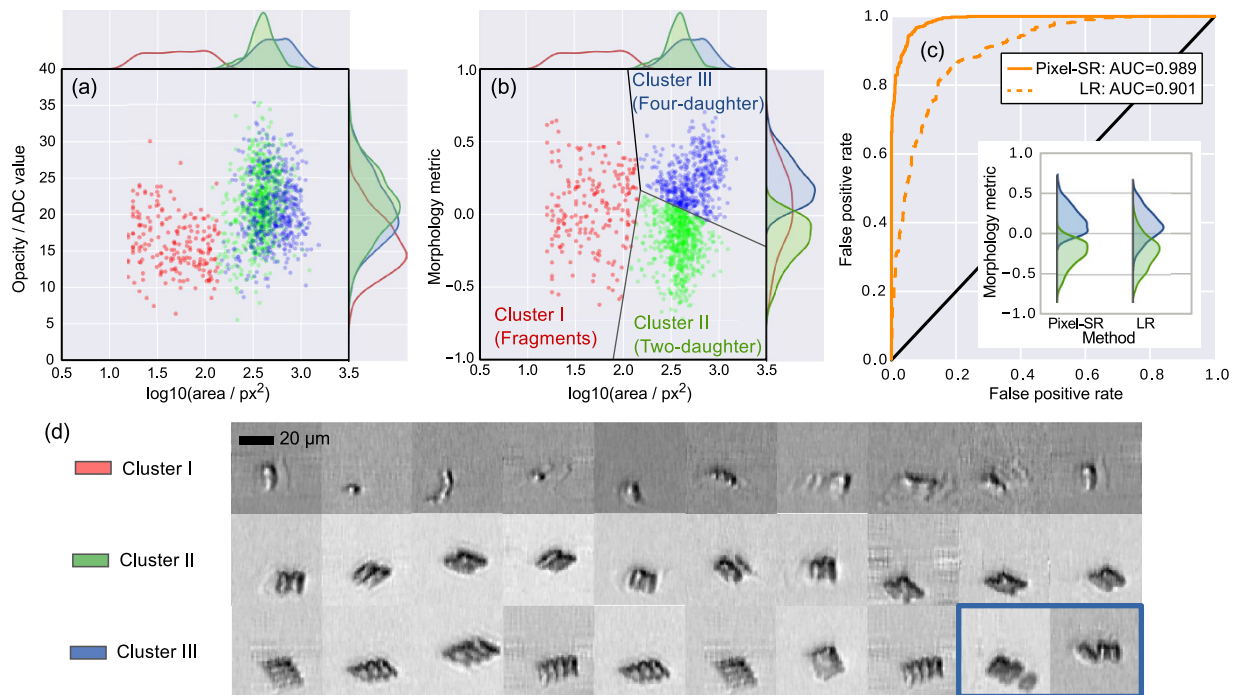 (a)
Opacity / ADC value
40
35
30
25
20
15
10
5
0
0.5
1.0
1.5
2.0
2.5
3.0
3.5
log10(area / px²)
(b)
Morphology metric
1.0
0.5
0.0
−0.5
−1.0
Cluster III
(Four-daughter)
Cluster I
(Fragments)
Cluster II
(Two-daughter)
0.5
1.0
1.5
2.0
2.5
3.0
3.5
log10(area / px²)
(c)
False positive rate
1.0
0.8
0.6
0.4
0.2
0.0
Pixel-SR: AUC=0.989
LR: AUC=0.901
Morphology metric
1.0
0.5
0.0
−0.5
−1.0
Pixel-SR
LR
Method
0.0
0.2
0.4
0.6
0.8
1.0
False positive rate
(d)
20 µm
Cluster I
Cluster II
Cluster III